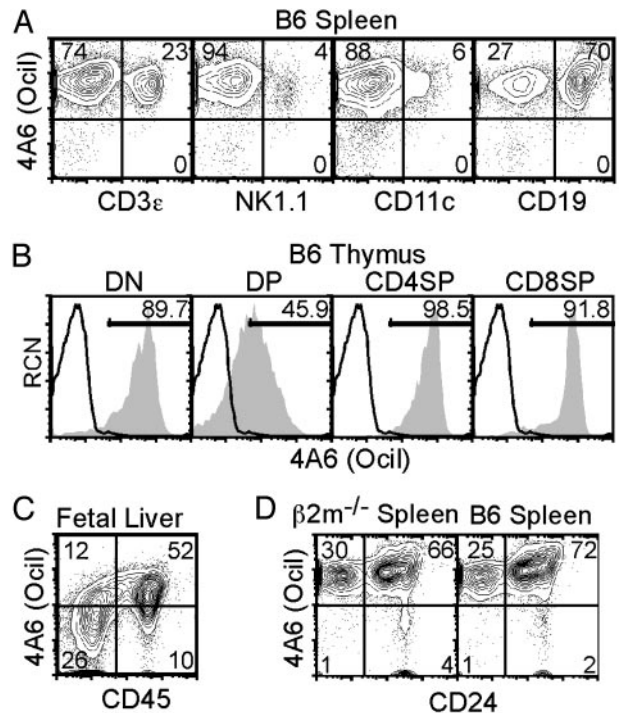 A
B6 Spleen
74 23 94 4 88 6 27 70
4A6 (Ocil)
0 0 0 0
CD3ε NK1.1 CD11c CD19
B
B6 Thymus
DN DP CD4SP CD8SP
89.7 45.9 98.5 91.8
RCN
4A6 (Ocil)
C
Fetal Liver
12 52
4A6 (Ocil)
26 10
CD45
D
β2m-/- Spleen B6 Spleen
30 66 25 72
4A6 (Ocil)
1 4 1 2
CD24